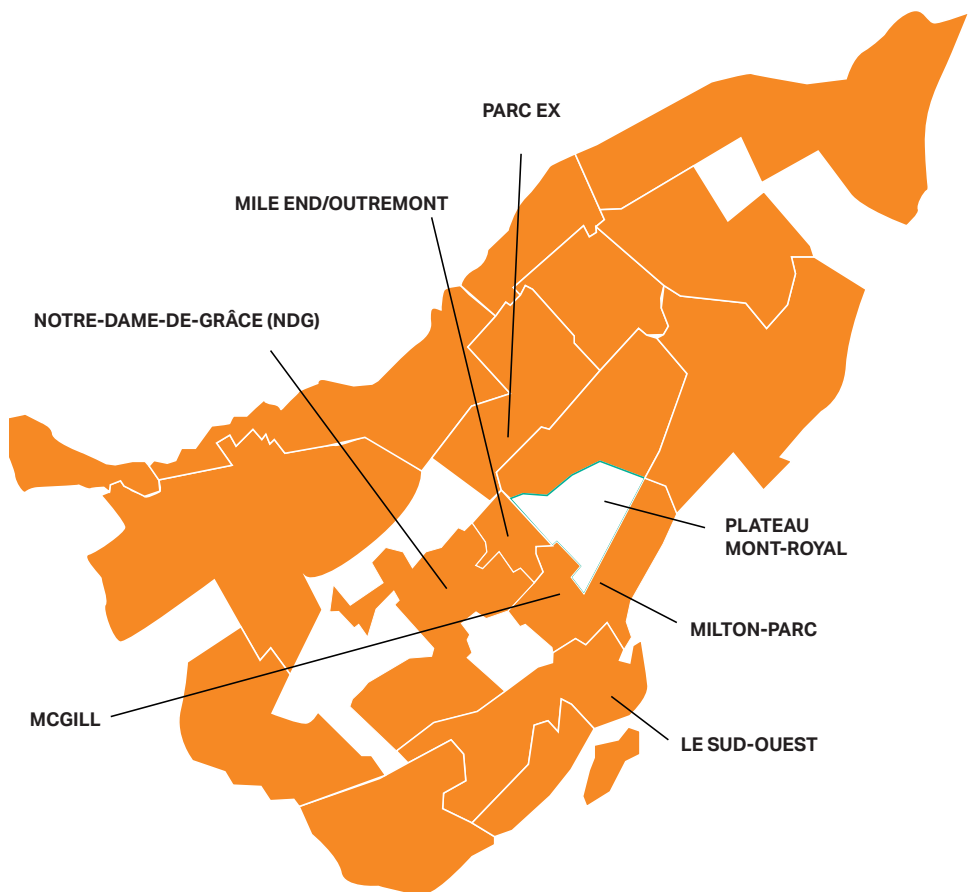 PARC EX
MILE END/OUTREMONT
NOTRE-DAME-DE-GRÂCE (NDG)
PLATEAU
MONT-ROYAL
MILTON-PARC
MCGILL
LE SUD-OUEST